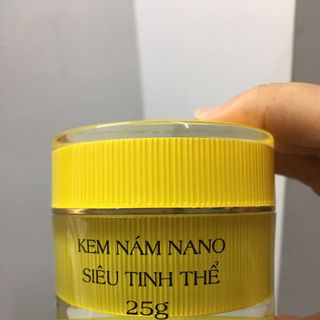 KEM NÁM NANO
SIÊU TINH THỂ
25g